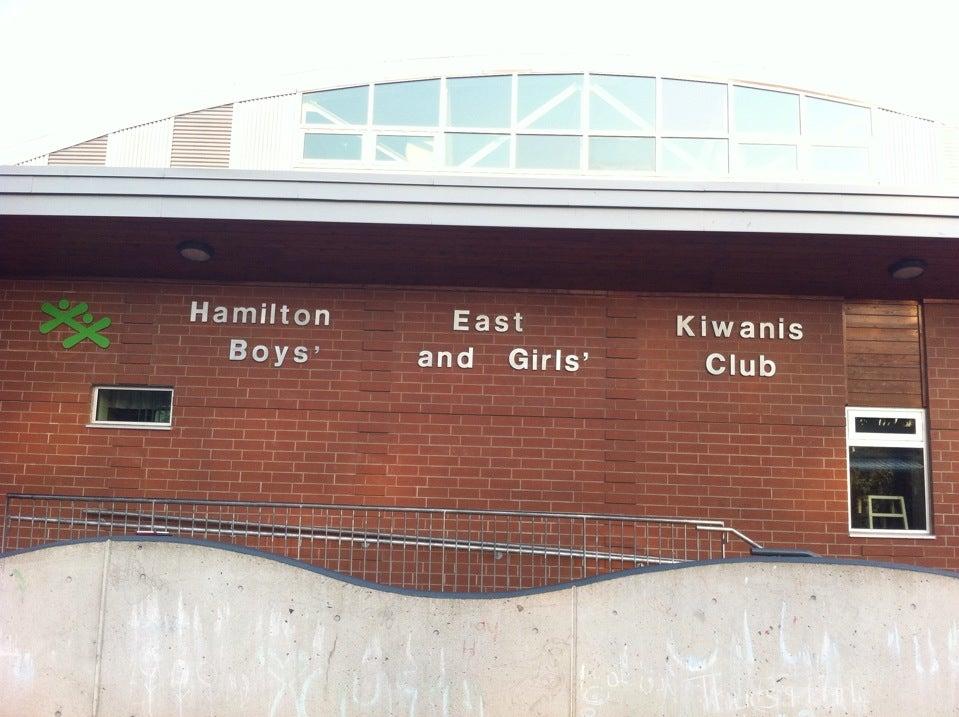 Hamilton East Kiwanis
Boys' and Girls' Club